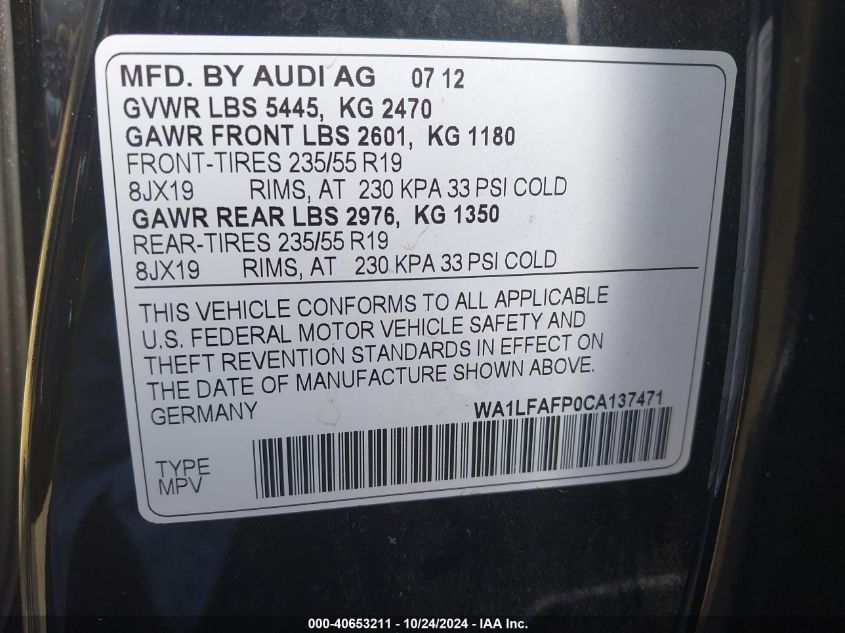 MFD. BY AUDI AG 07 12
GVWR LBS 5445, KG 2470
GAWR FRONT LBS 2601, KG 1180
FRONT-TIRES 235/55 R19
8JX19 RIMS, AT 230 KPA 33 PSI COLD
GAWR REAR LBS 2976, KG 1350
REAR-TIRES 235/55 R19
8JX19 RIMS, AT 230 KPA 33 PSI COLD
THIS VEHICLE CONFORMS TO ALL APPLICABLE
U.S. FEDERAL MOTOR VEHICLE SAFETY AND
THEFT REVENTION STANDARDS IN EFFECT ON
THE DATE OF MANUFACTURE SHOWN ABOVE.
GERMANY WA1LFAFP0CA137471
TYPE
MPV
000-40653211 - 10/24/2024 - IAA Inc.